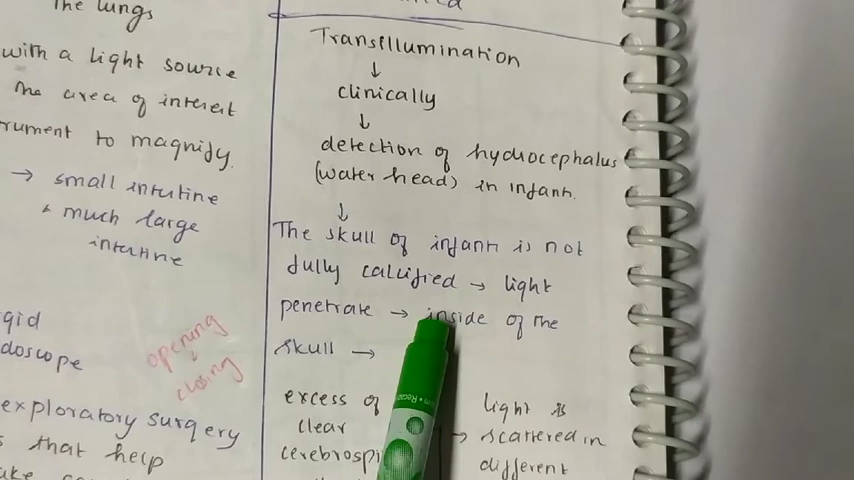 The lungs
with a light source
the area of interest
rument to magnify.
→ small intestine
+ much large
intestine
gid
doscope
opening
↓
closing
exploratory surgery
s that help
Transillumination
↓
clinically
↓
detection of hydrocephalus
(water head) in infant.
↓
The skull of infant is not
fully calcified → light
penetrate → inside of the
skull →
excess of
clear
cerebrospi
light is
→ scattered in
different